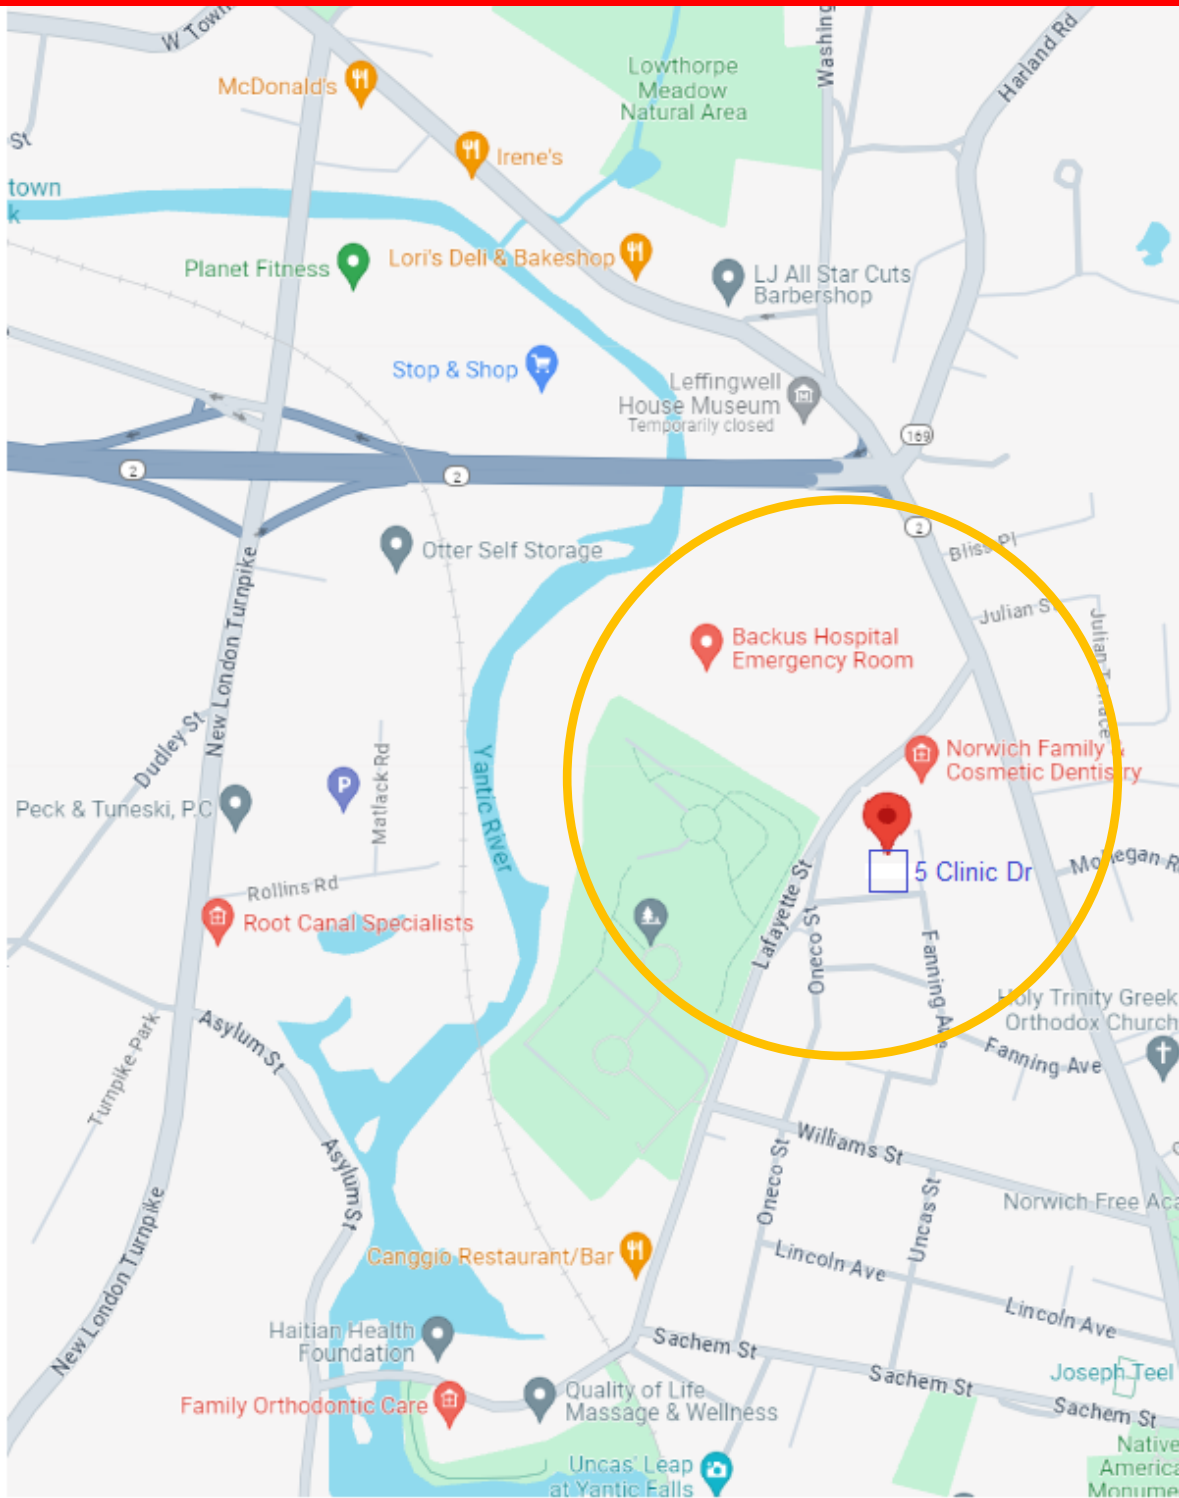 W Town
McDonald's
Irene's
Lowthorpe
Meadow
Natural Area
Washing
Harland Rd
St
town
k
Planet Fitness
Lori's Deli & Bakeshop
LJ All Star Cuts
Barbershop
Stop & Shop
Leffingwell
House Museum
Temporarily closed
169
2
2
2
Otter Self Storage
Bliss Pl
New London Turnpike
Julian St
Julian Terrace
Backus Hospital
Emergency Room
Dudley St
Matlack Rd
Yantic River
Norwich Family &
Cosmetic Dentistry
P
Peck & Tuneski, P.C
Rollins Rd
Root Canal Specialists
Lafayette St
Oneco St
5 Clinic Dr
Mohegan R
Fanning Ave
Holy Trinity Greek
Orthodox Church
Fanning Ave
Asylum St
Turnpike Park
Asylum St
Williams St
Oneco St
Uncas St
Norwich Free Aca
New London Turnpike
Canggio Restaurant/Bar
Lincoln Ave
Lincoln Ave
Haitian Health
Foundation
Sachem St
Sachem St
Sachem St
Joseph Teel
Family Orthodontic Care
Quality of Life
Massage & Wellness
Uncas' Leap
at Yantic Falls
Native
America
Monume